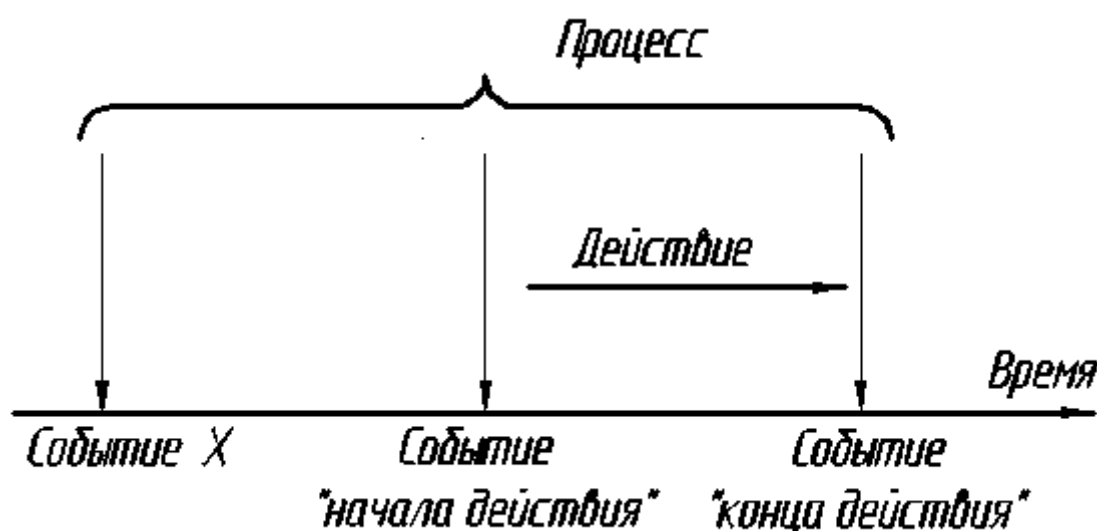 Процесс
Действие
Время
Событие X
Событие
"начала действия"
Событие
"конца действия"